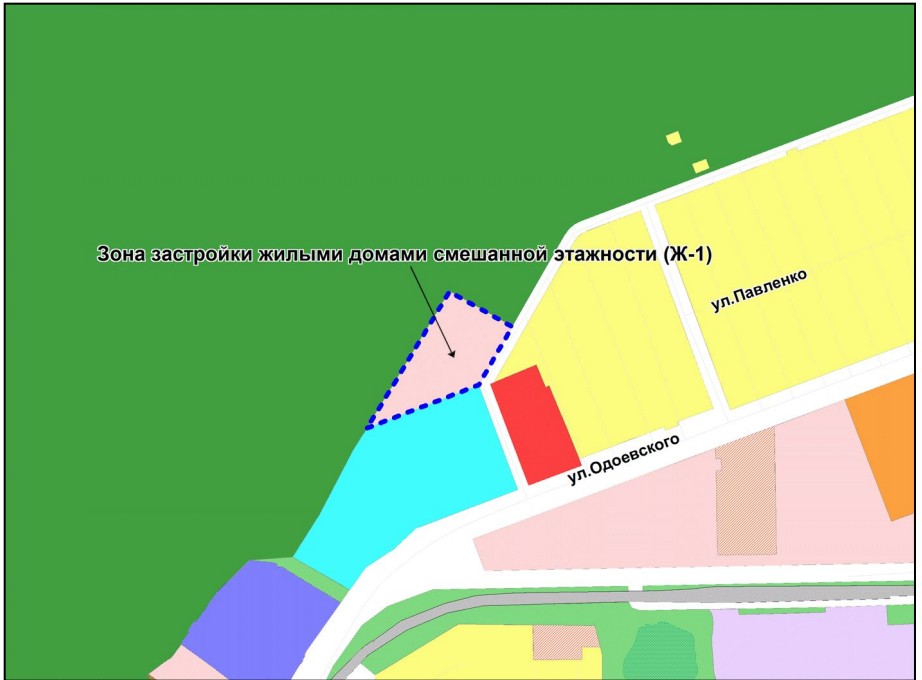 Зона застройки жилыми домами смешанной этажности (Ж-1)
ул.Павленко
ул.Одоевского